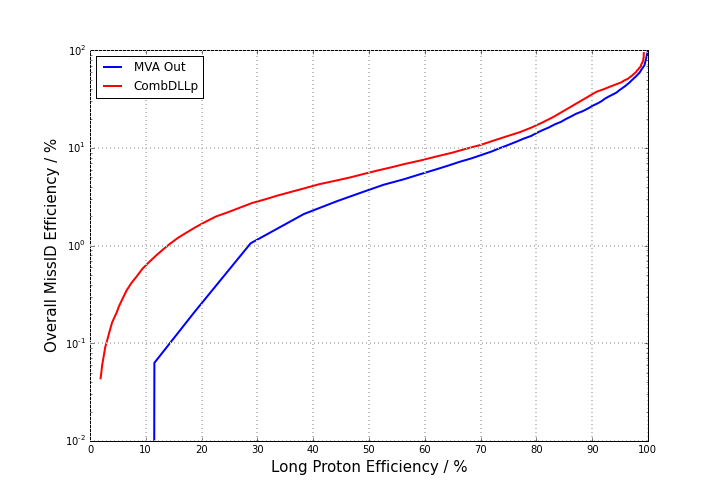 MVA Out
CombDLLp
10²
10¹
10⁰
10⁻¹
10⁻²
Overall MissID Efficiency / %
0 10 20 30 40 50 60 70 80 90 100
Long Proton Efficiency / %